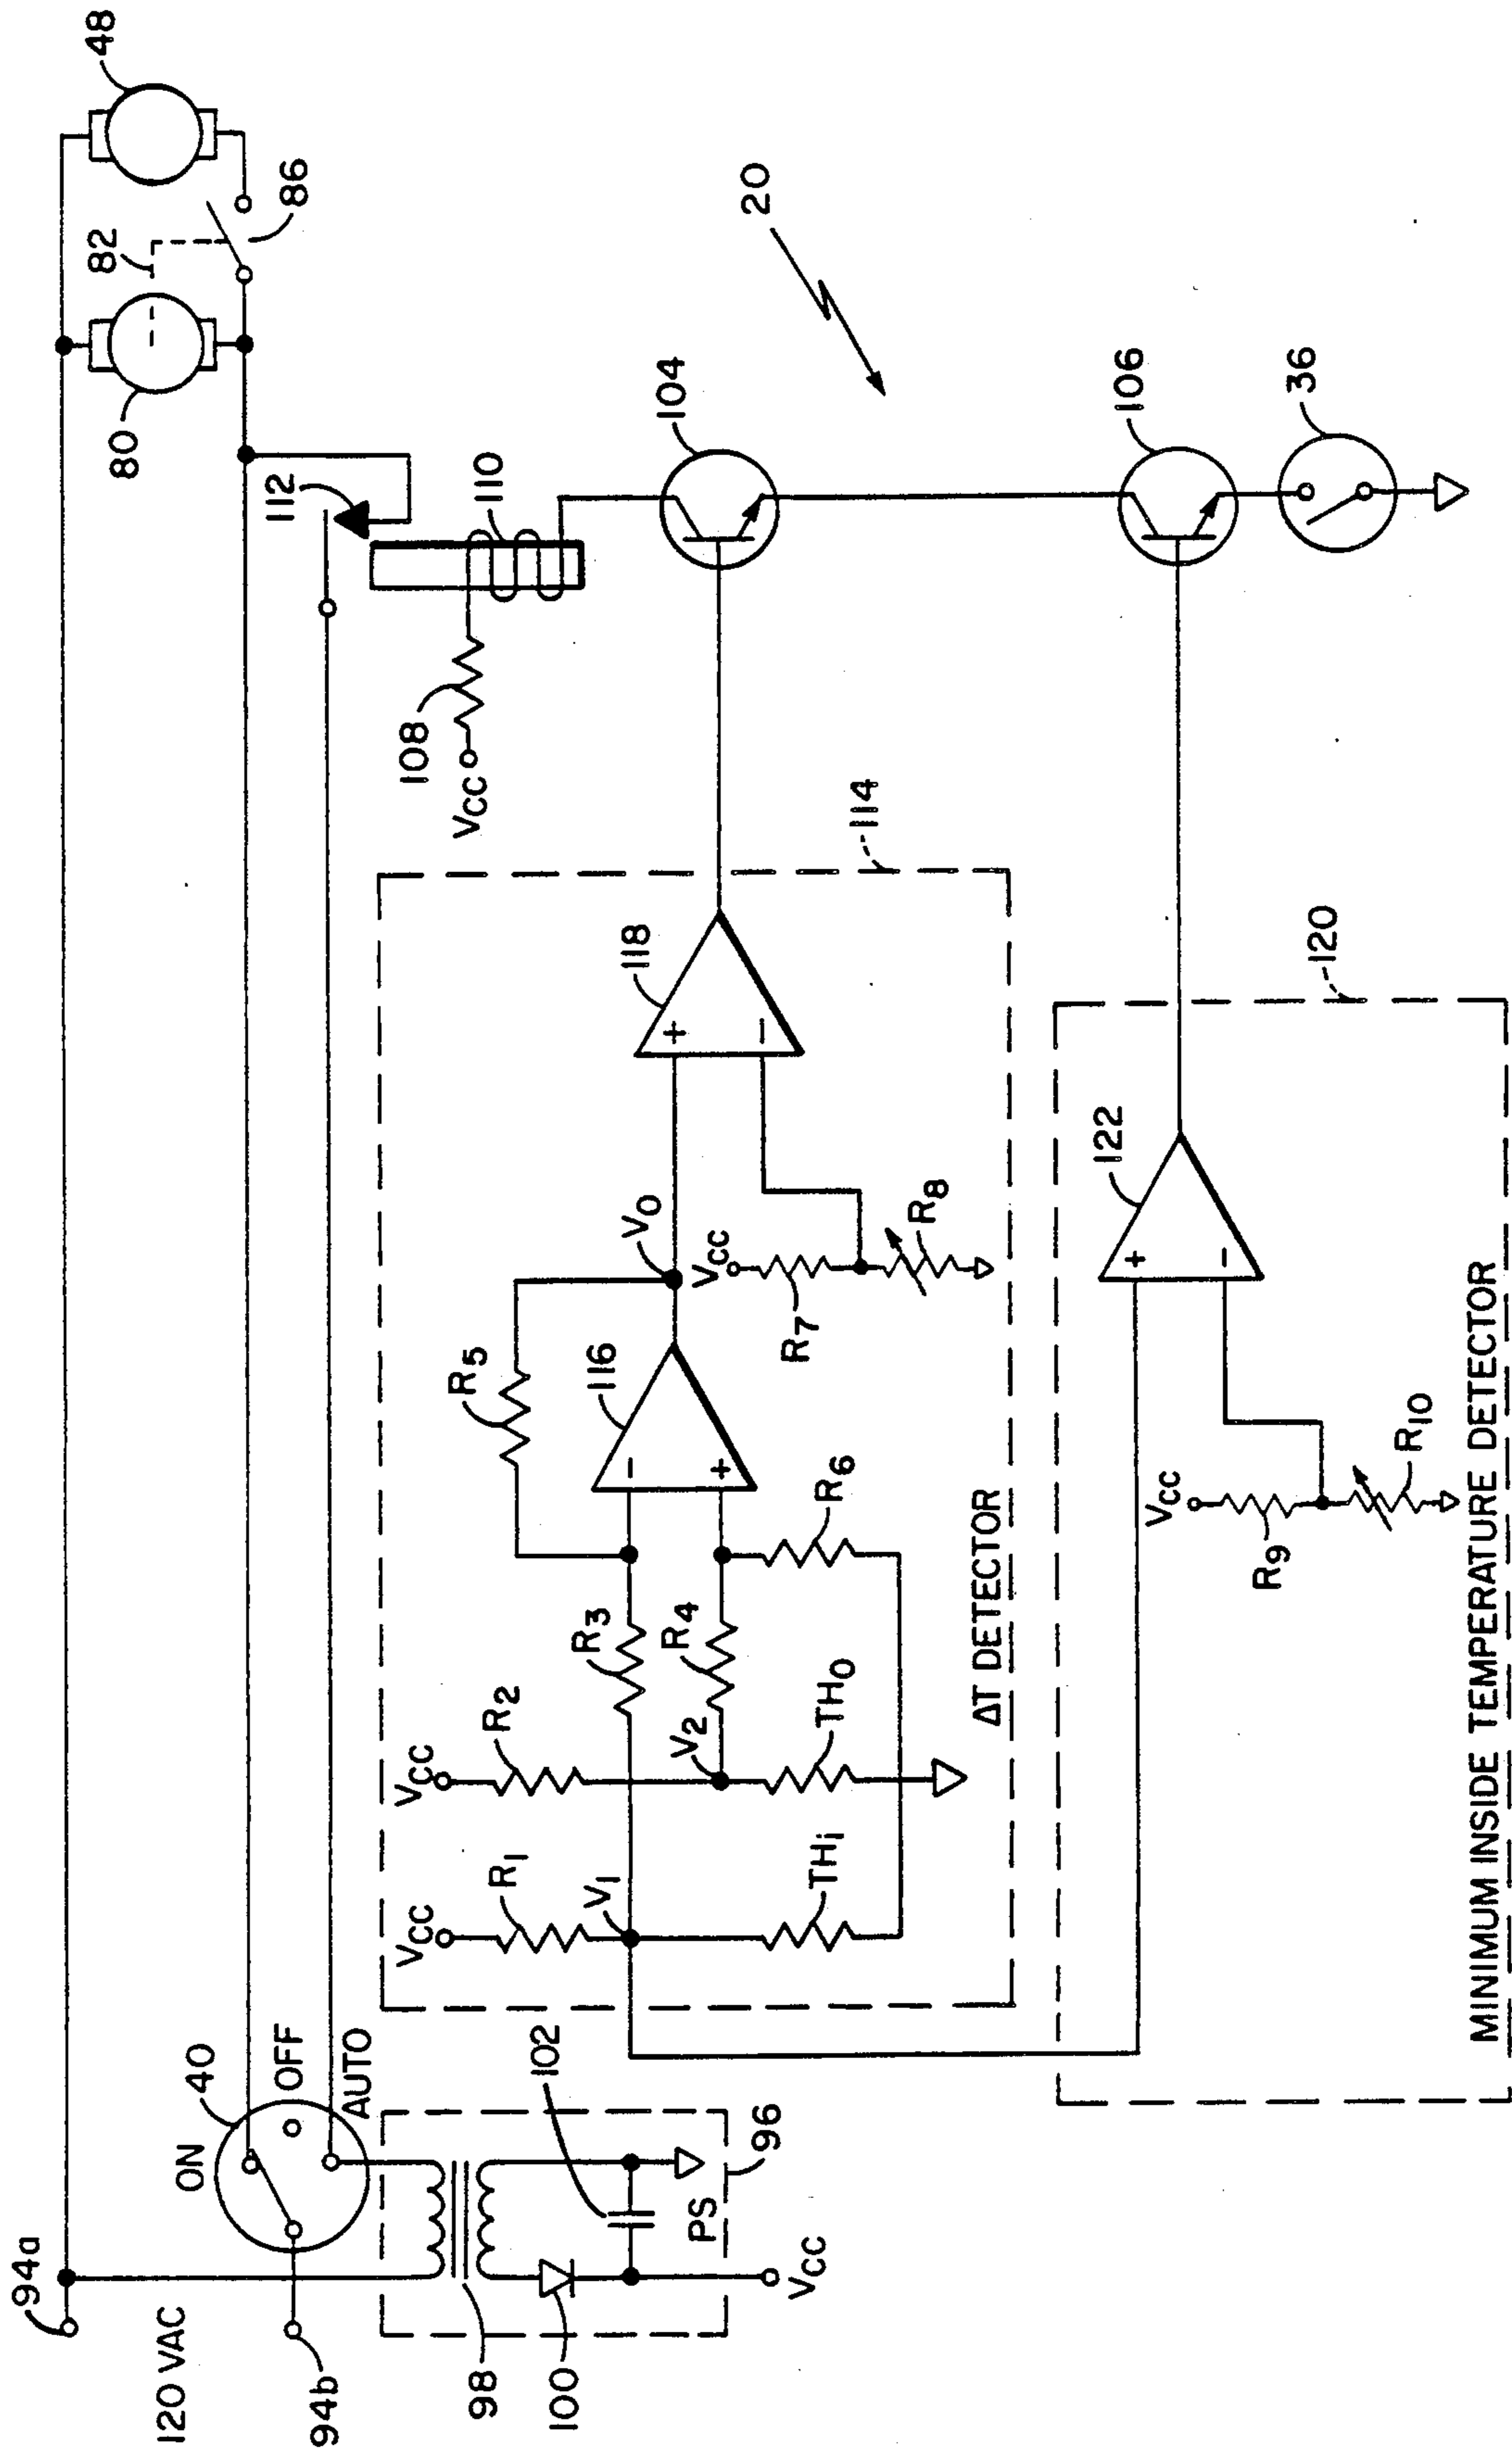 94a
120 VAC
94b
40
ON
OFF
AUTO
80
82
86
48
98
100
102
PS
96
VCC
112
110
108
VCC
20
104
106
36
VCC
R1
VCC
R2
V1
V2
R3
R4
R5
R6
THi
THO
116
VO
VCC
R7
R8
118
114
ΔT DETECTOR
122
120
VCC
R9
R10
MINIMUM INSIDE TEMPERATURE DETECTOR
+
−
+
−
+
−